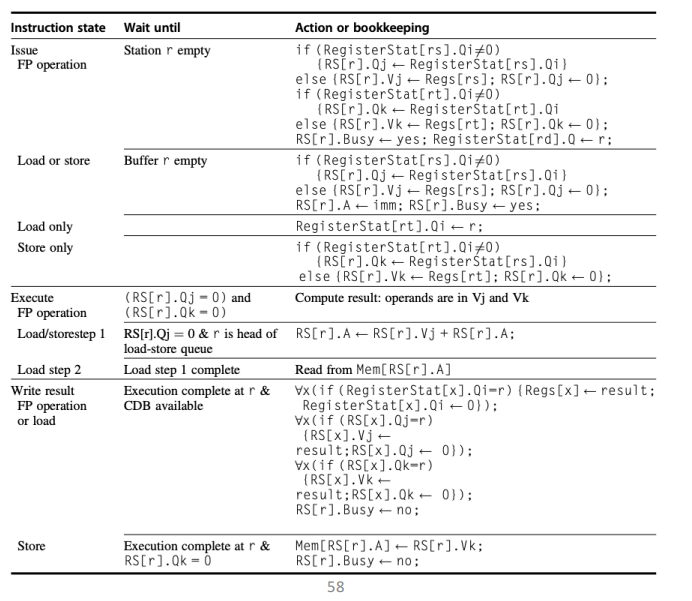 Instruction state Wait until Action or bookkeeping
Issue
FP operation
Station r empty
if (RegisterStat[rs].Qi≠0)
{RS[r].Qj ← RegisterStat[rs].Qi}
else {RS[r].Vj ← Regs[rs]; RS[r].Qj ← 0};
if (RegisterStat[rt].Qi≠0)
{RS[r].Qk ← RegisterStat[rt].Qi
else {RS[r].Vk ← Regs[rt]; RS[r].Qk ← 0};
RS[r].Busy ← yes; RegisterStat[rd].Q ← r;
Load or store
Buffer r empty
if (RegisterStat[rs].Qi≠0)
{RS[r].Qj ← RegisterStat[rs].Qi}
else {RS[r].Vj ← Regs[rs]; RS[r].Qj ← 0};
RS[r].A ← imm; RS[r].Busy ← yes;
Load only
RegisterStat[rt].Qi ← r;
Store only
if (RegisterStat[rt].Qi≠0)
{RS[r].Qk ← RegisterStat[rs].Qi}
else {RS[r].Vk ← Regs[rt]; RS[r].Qk ← 0};
Execute
FP operation
(RS[r].Qj = 0) and
(RS[r].Qk = 0)
Compute result: operands are in Vj and Vk
Load/storestep 1
RS[r].Qj = 0 & r is head of
load-store queue
RS[r].A ← RS[r].Vj + RS[r].A;
Load step 2
Load step 1 complete
Read from Mem[RS[r].A]
Write result
FP operation
or load
Execution complete at r &
CDB available
∀x(if (RegisterStat[x].Qi=r) {Regs[x] ← result;
RegisterStat[x].Qi ← 0});
∀x(if (RS[x].Qj=r)
{RS[x].Vj ←
result;RS[x].Qj ← 0});
∀x(if (RS[x].Qk=r)
{RS[x].Vk ←
result;RS[x].Qk ← 0});
RS[r].Busy ← no;
Store
Execution complete at r &
RS[r].Qk = 0
Mem[RS[r].A] ← RS[r].Vk;
RS[r].Busy ← no;
58